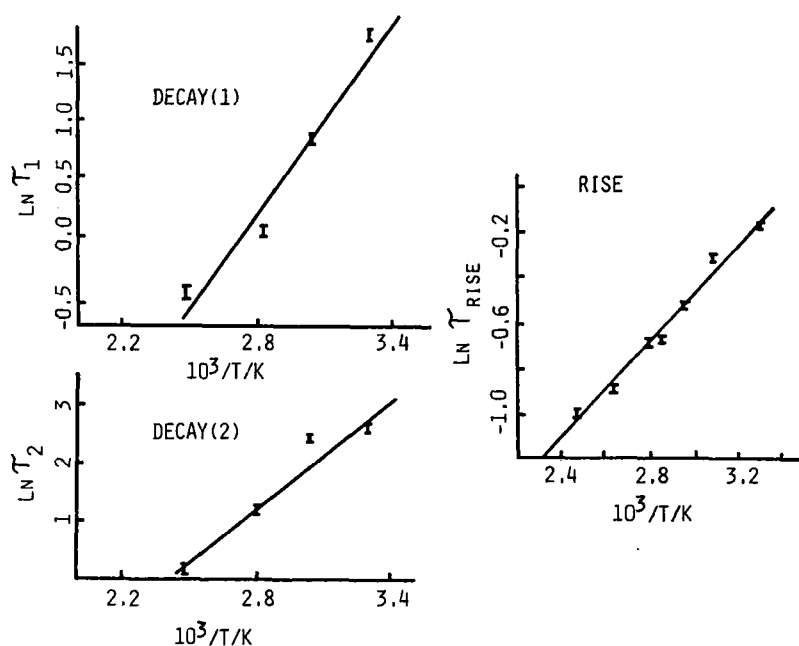 DECAY(1)
LN τ1
1.5
1.0
0.5
0.0
-0.5
2.2 2.8 3.4
10³/T/K
DECAY(2)
LN τ2
3
2
1
2.2 2.8 3.4
10³/T/K
RISE
LN τRISE
-0.2
-0.6
-1.0
2.4 2.8 3.2
10³/T/K